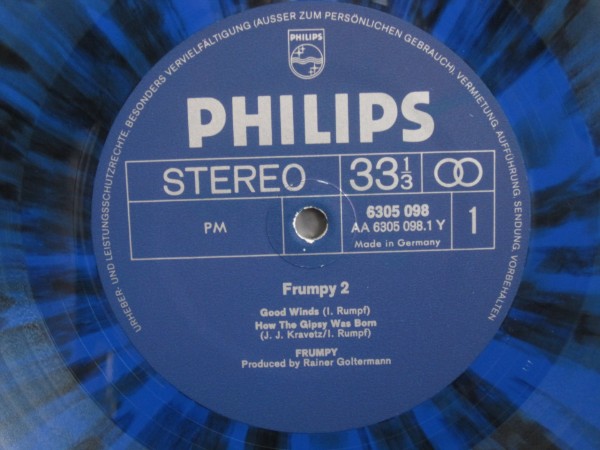 URHEBER- UND LEISTUNGSSCHUTZRECHTE, BESONDERS VERVIELFÄLTIGUNG (AUSSER ZUM PERSÖNLICHEN GEBRAUCH), VERMIETUNG, AUFFÜHRUNG, SENDUNG, VORBEHALTEN
PHILIPS
PHILIPS
STEREO 33 1/3
PM 6305 098 1
AA 6305 098.1 Y
Made in Germany
Frumpy 2
Good Winds (I. Rumpf)
How The Gipsy Was Born
(J. J. Kravetz/I. Rumpf)
FRUMPY
Produced by Rainer Goltermann